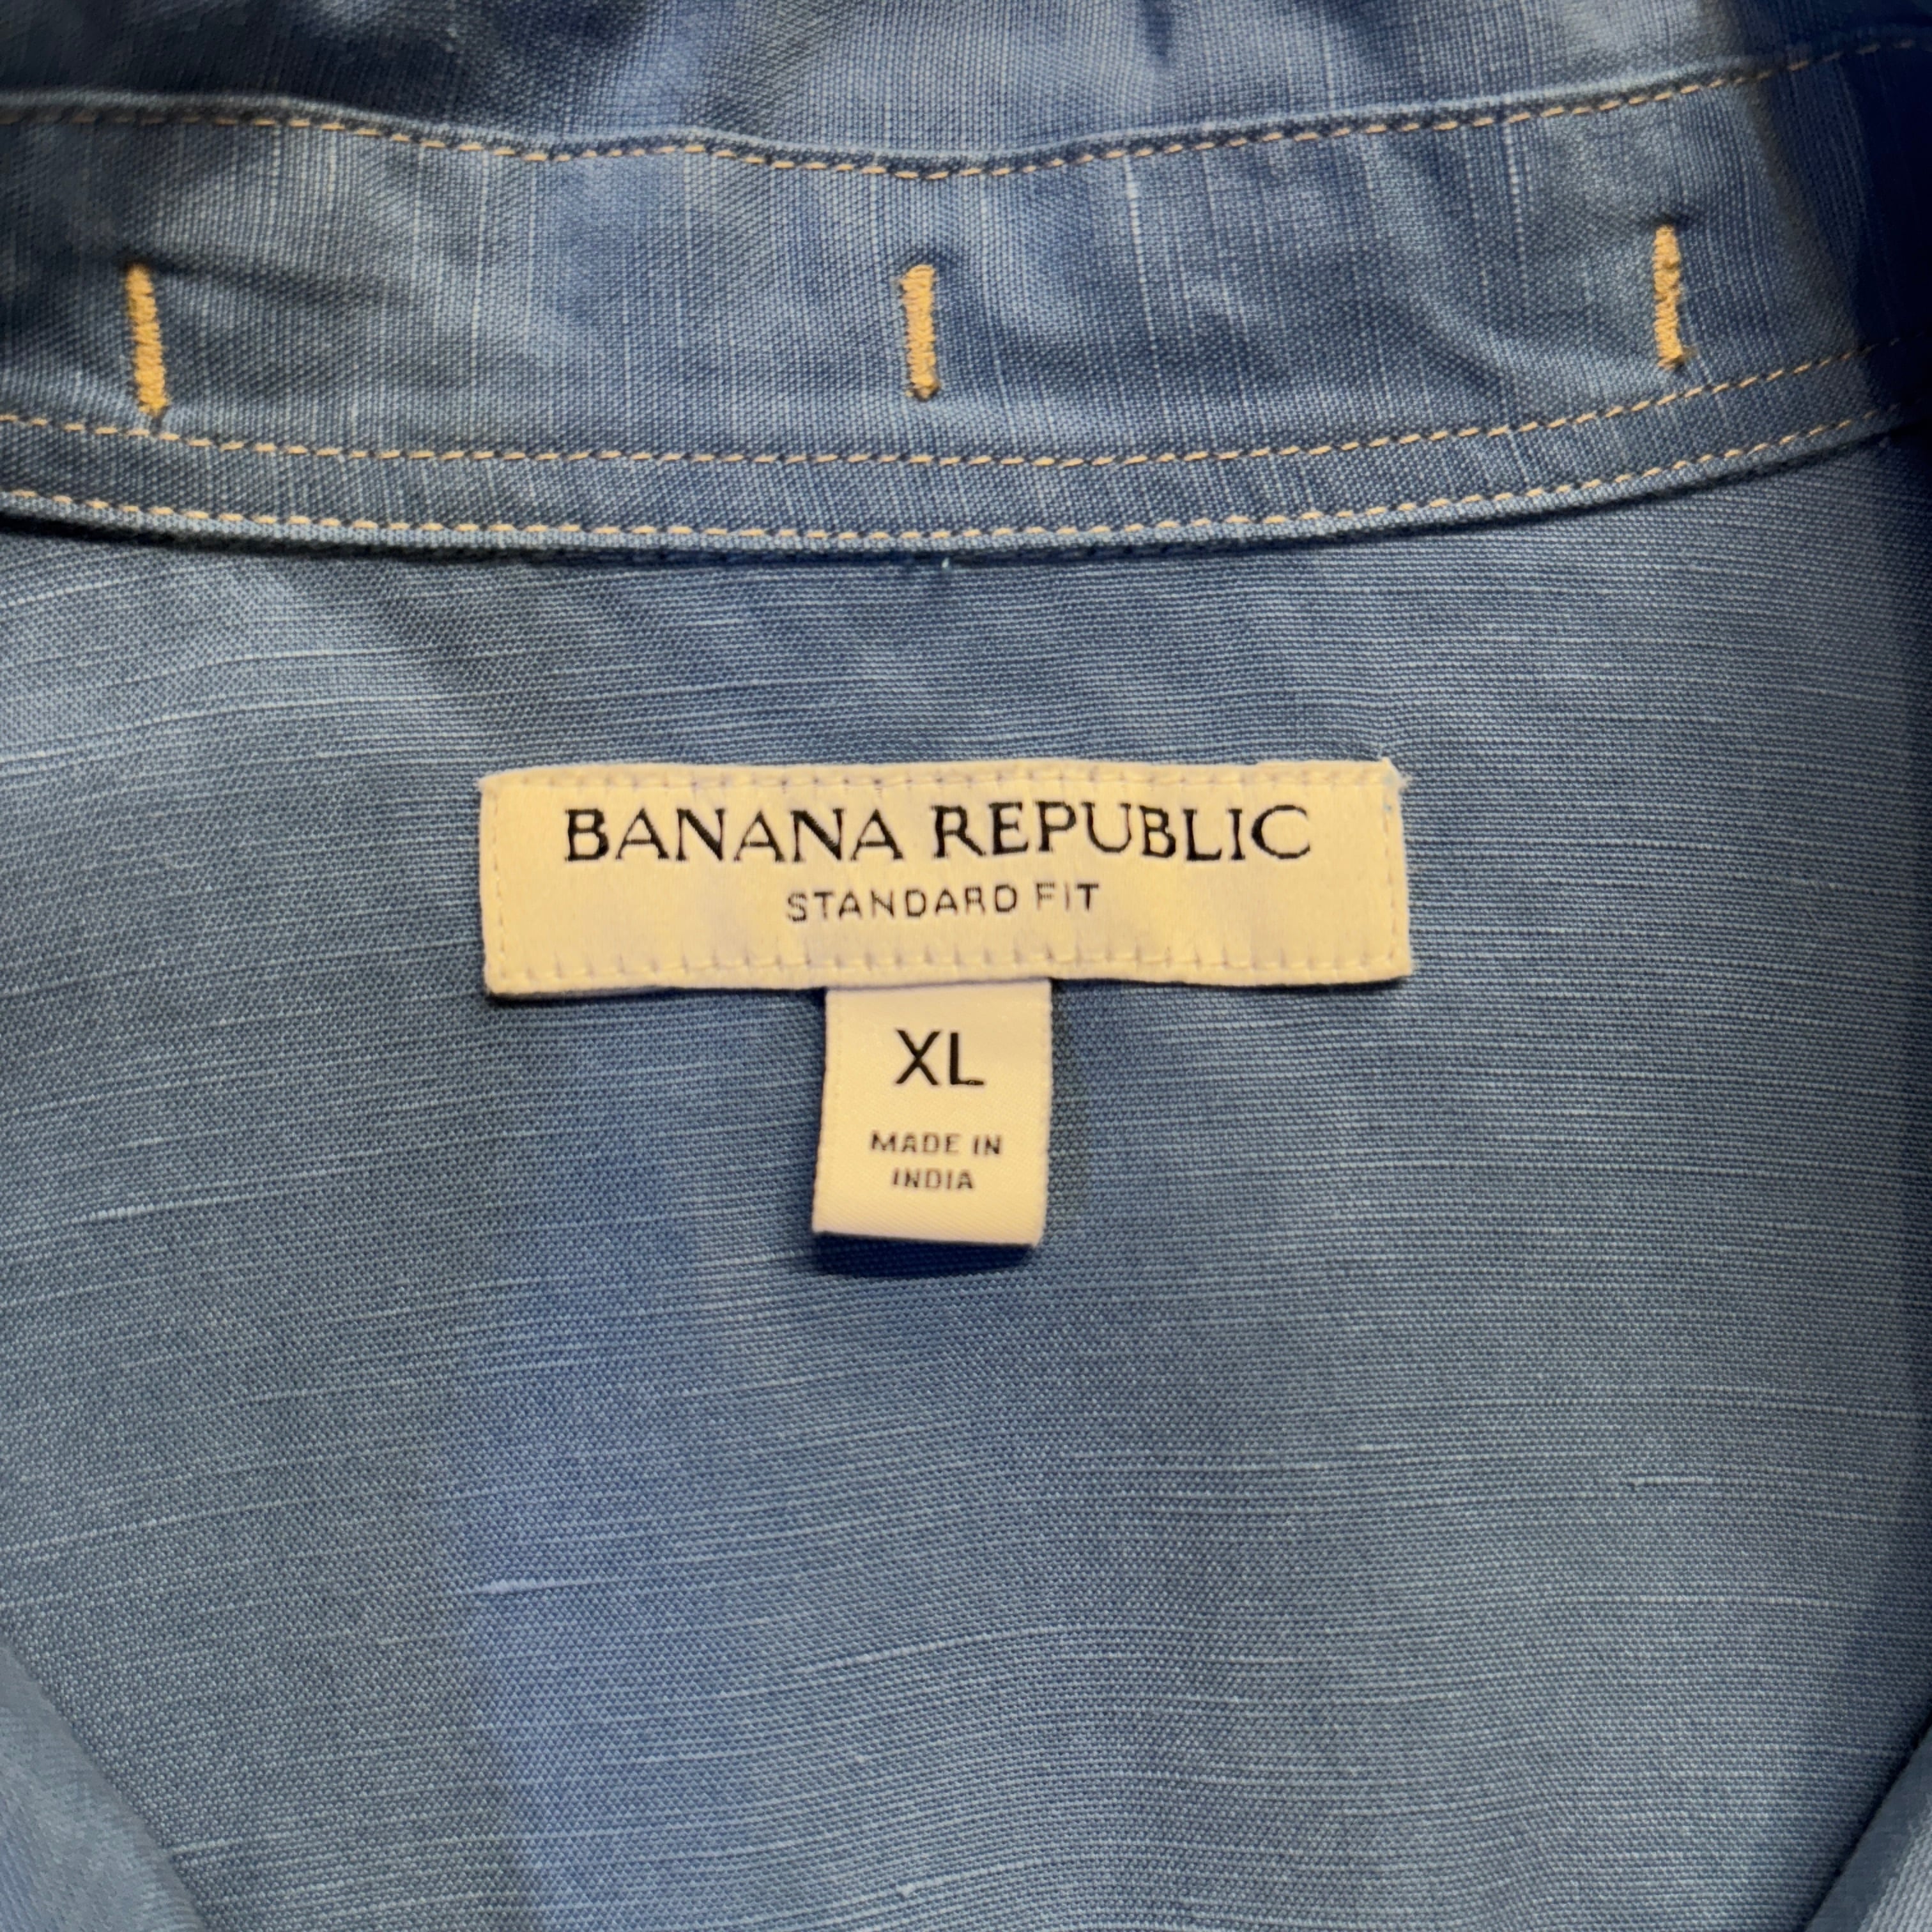 BANANA REPUBLIC
STANDARD FIT
XL
MADE IN
INDIA